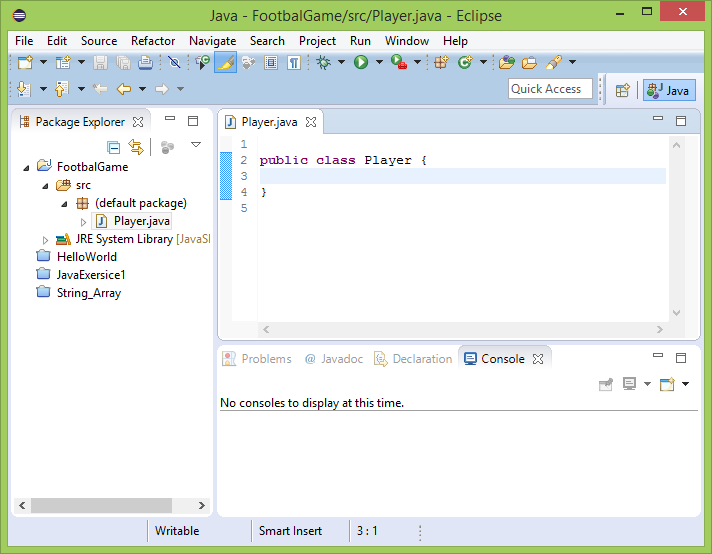 Java - FootbalGame/src/Player.java - Eclipse
File Edit Source Refactor Navigate Search Project Run Window Help
Quick Access Java
Package Explorer
FootbalGame
src
(default package)
Player.java
JRE System Library [JavaSI
HelloWorld
JavaExersice1
String_Array
Player.java
1
2 public class Player {
3
4 }
5
Problems @ Javadoc Declaration Console
No consoles to display at this time.
Writable Smart Insert 3 : 1